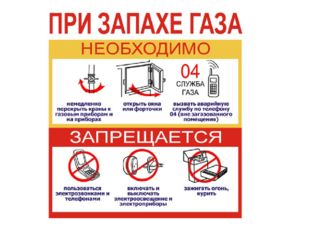 ПРИ ЗАПАХЕ ГАЗА
НЕОБХОДИМО
04
СЛУЖБА
ГАЗА
немедленно
перекрыть краны к
газовым приборам и
на приборах
открыть окна
или форточки
вызвать аварийную
службу по телефону
04 (вне загазованного
помещения)
ЗАПРЕЩАЕТСЯ
пользоваться
электрозвонками и
телефонами
включать и
выключать
электроосвещение и
электроприборы
зажигать огонь,
курить